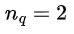 n_q = 2